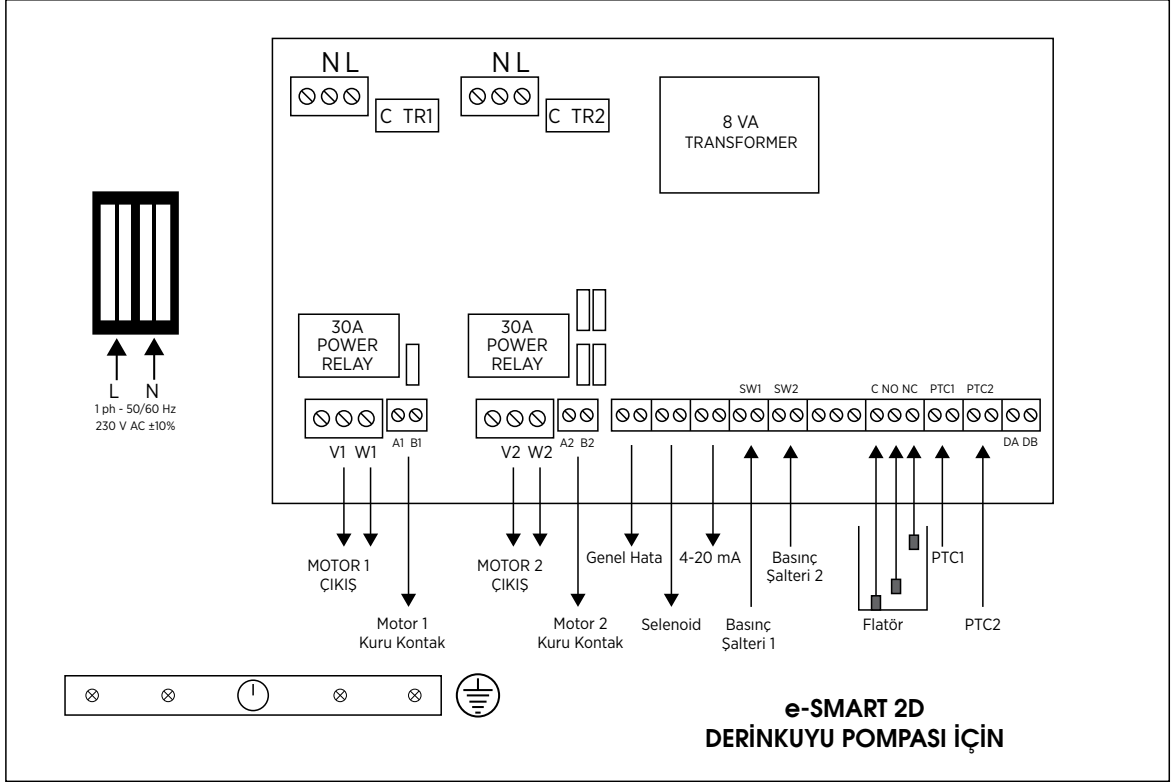 N L
N L
C TR1
C TR2
8 VA
TRANSFORMER
30A
POWER
RELAY
30A
POWER
RELAY
L N
1 ph - 50/60 Hz
230 V AC ±10%
SW1 SW2 C NO NC PTC1 PTC2
V1 W1 A1 B1
V2 W2 A2 B2
DA DB
MOTOR 1
ÇIKIŞ
MOTOR 2
ÇIKIŞ
Genel Hata
4-20 mA
Basınç
Şalteri 2
PTC1
Motor 1
Kuru Kontak
Motor 2
Kuru Kontak
Selenoid
Basınç
Şalteri 1
Flatör
PTC2
e-SMART 2D
DERİNKUYU POMPASI İÇİN